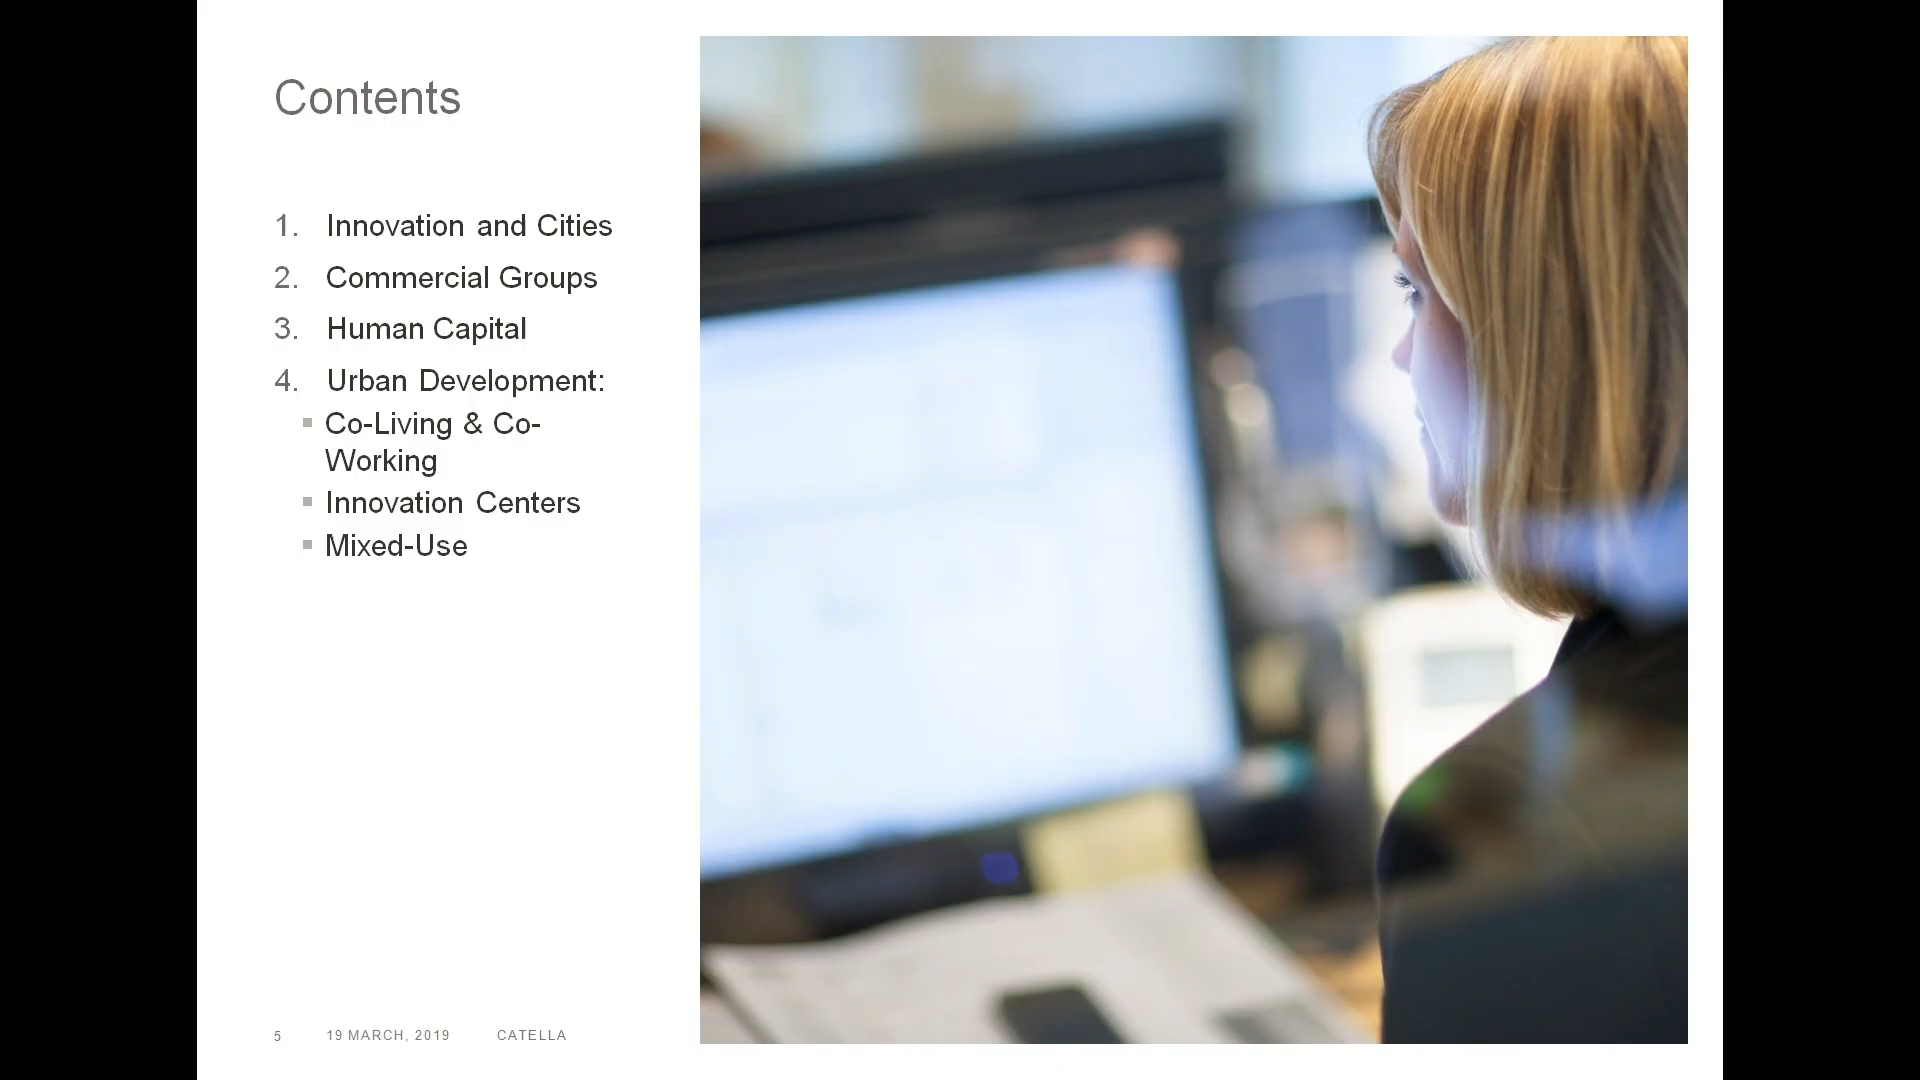 Contents
1. Innovation and Cities
2. Commercial Groups
3. Human Capital
4. Urban Development:
▪ Co-Living & Co-
Working
▪ Innovation Centers
▪ Mixed-Use
5 19 MARCH, 2019 CATELLA